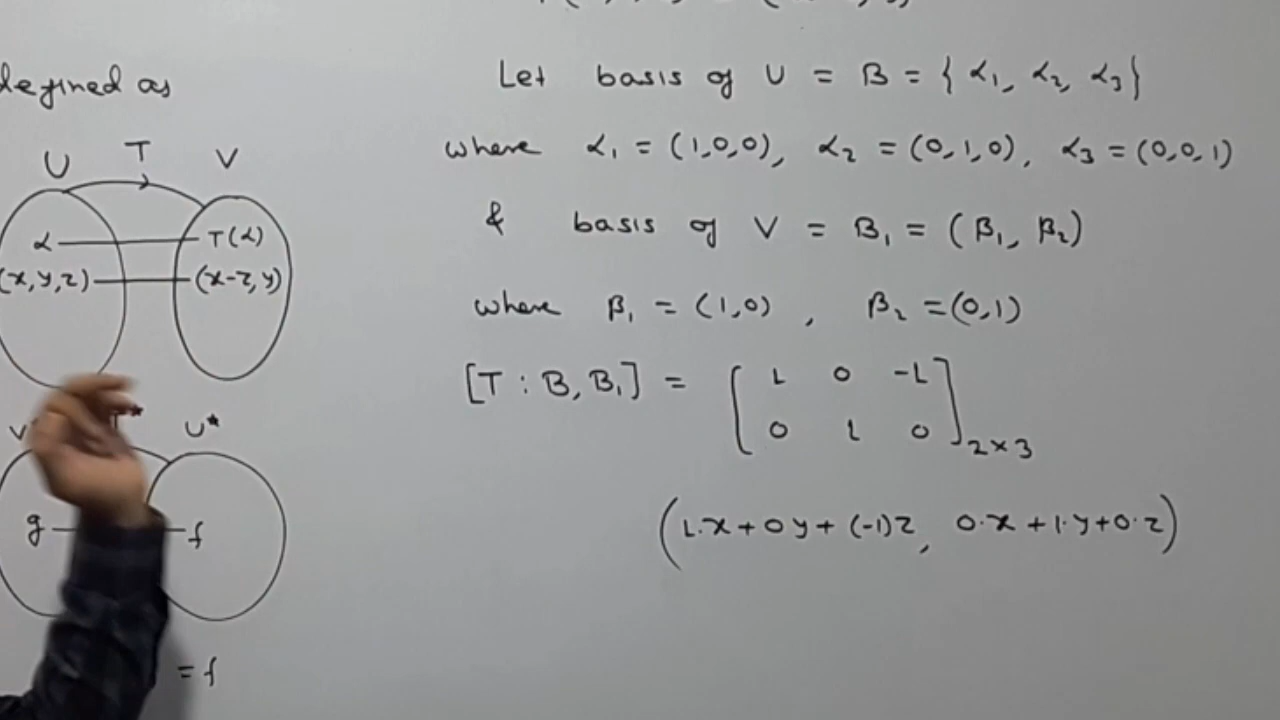 defined as
U T V
α T(α)
(x,y,z) (x-z,y)
U*
g f
= f
Let basis of U = B = { α₁, α₂, α₃}
where α₁ = (1,0,0), α₂ = (0,1,0), α₃ = (0,0,1)
& basis of V = B₁ = (β₁, β₂)
where β₁ = (1,0) , β₂ = (0,1)
[T : B, B₁] = [ 1 0 -1
0 1 0 ]₂ₓ₃
(1.x + 0y + (-1)z , 0.x + 1.y + 0.z)